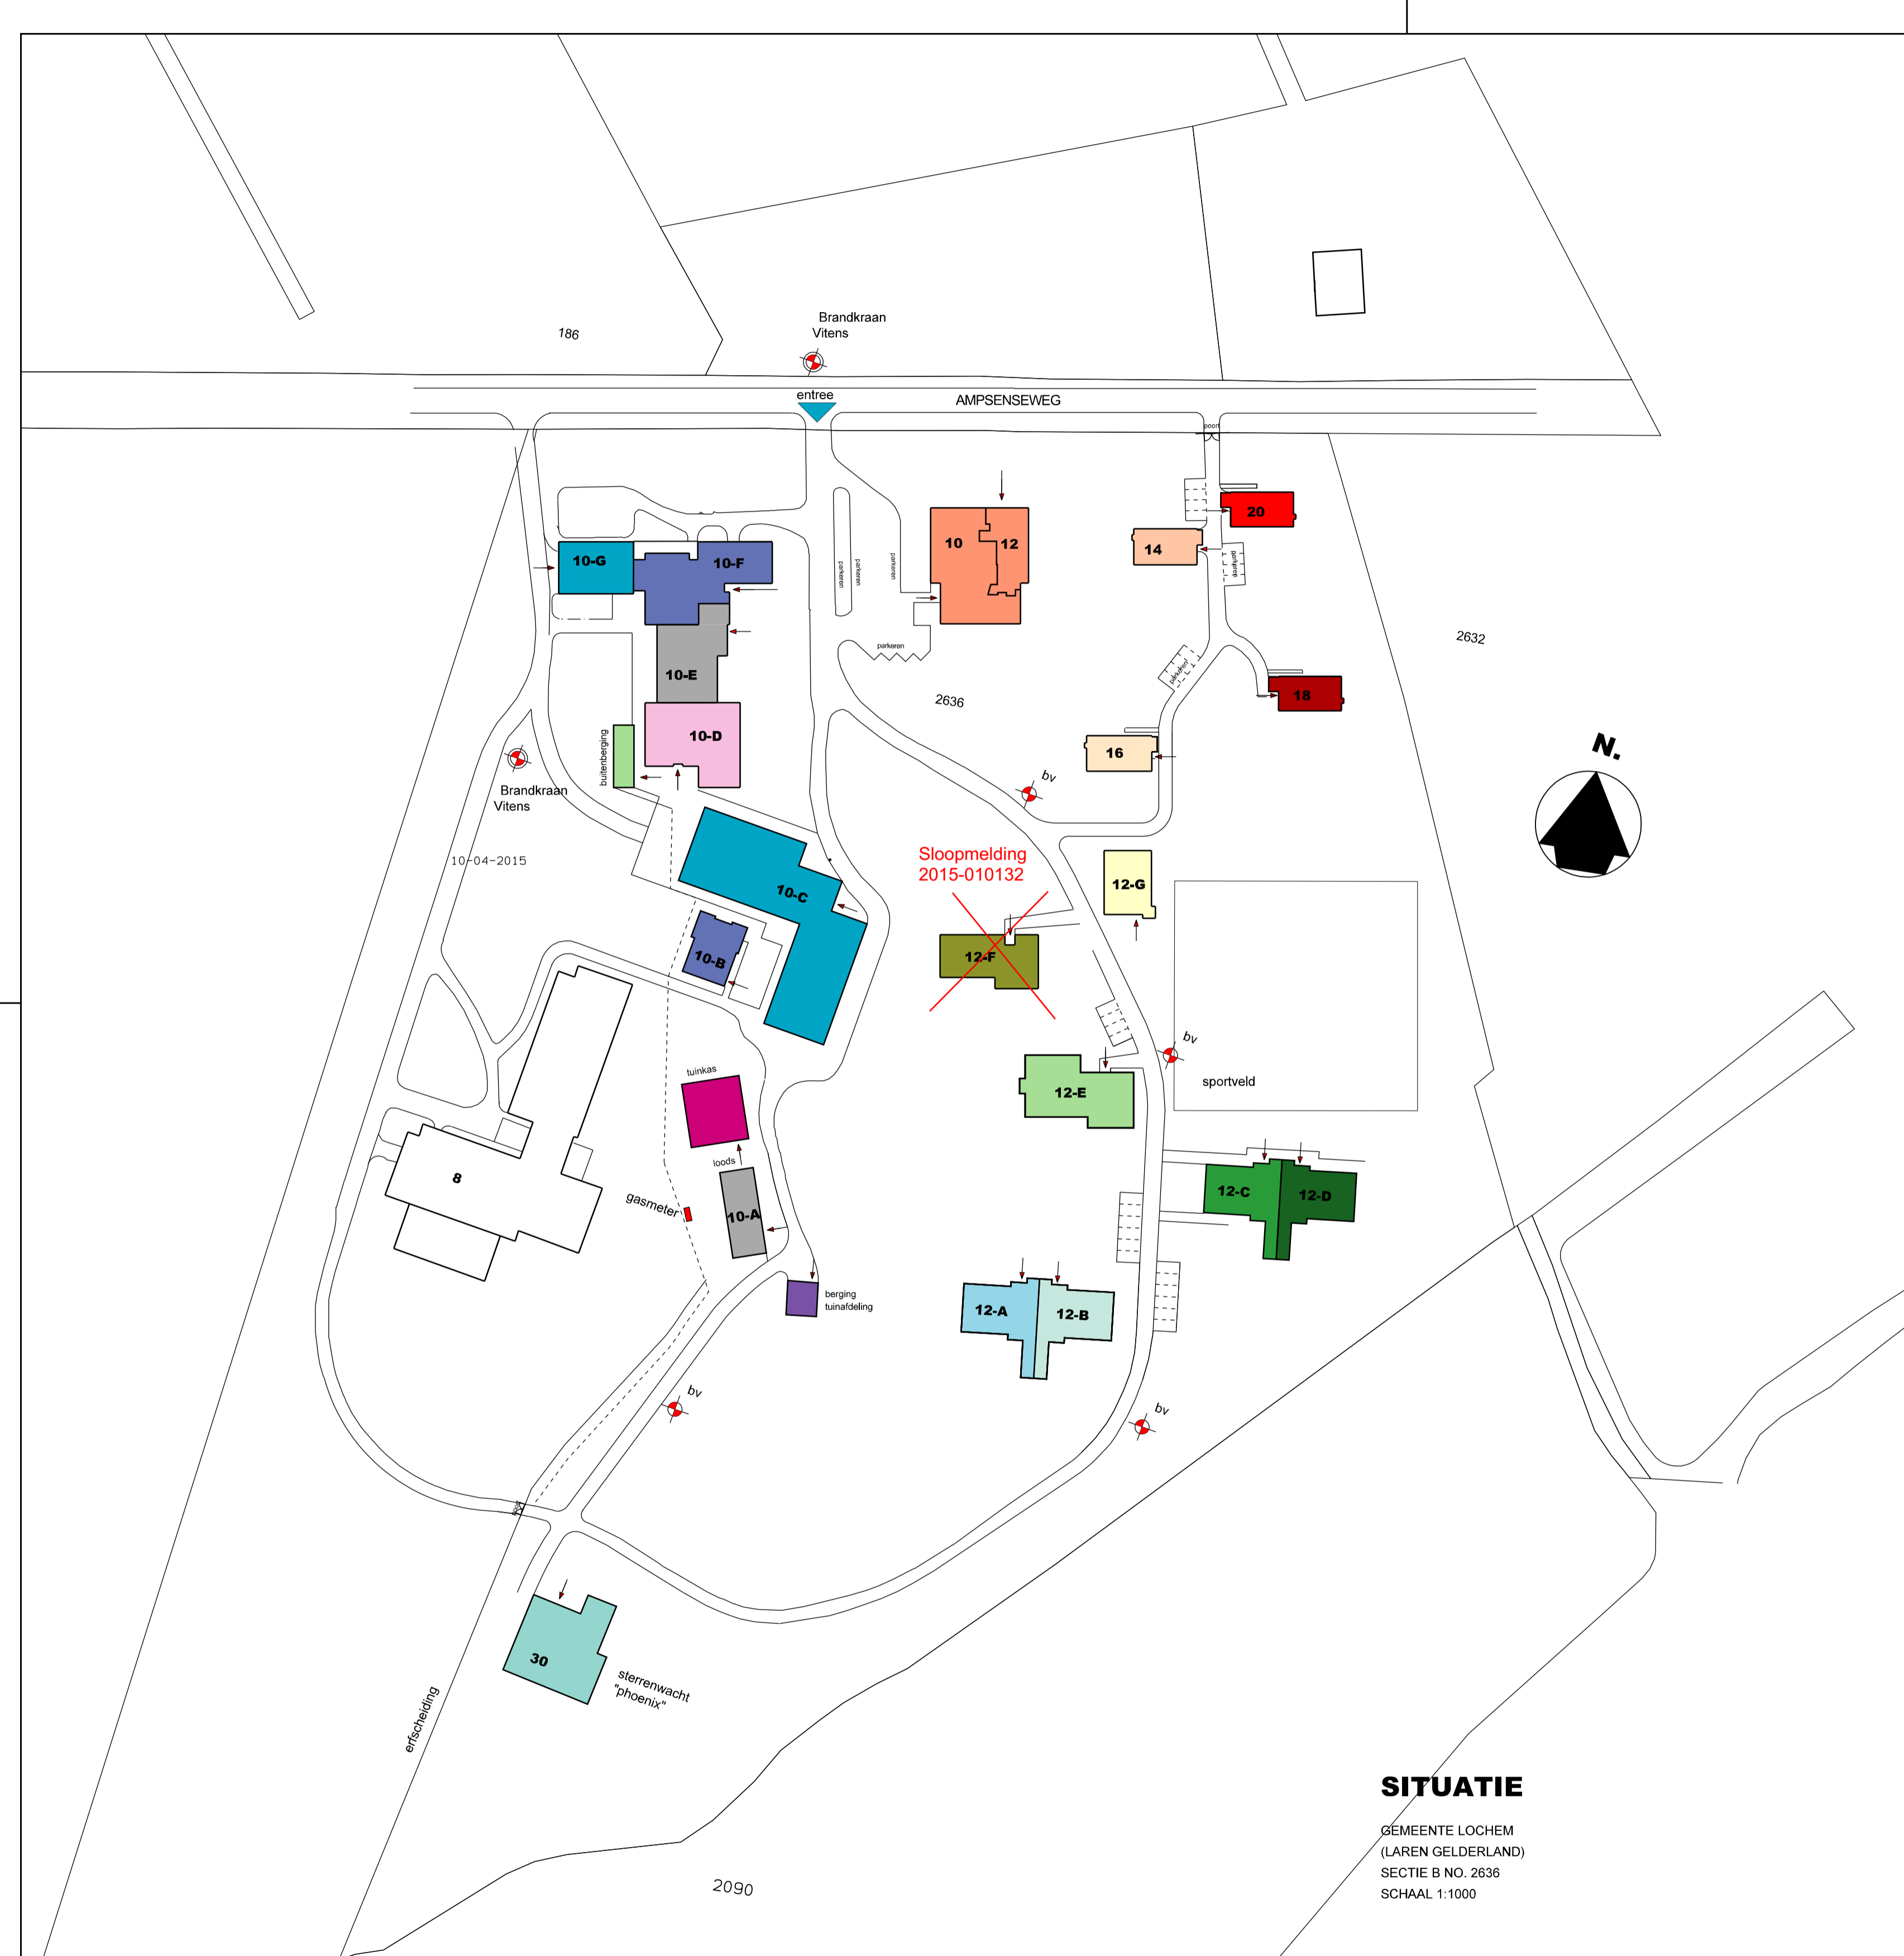 186
Brandkraan
Vitens
entree
AMPSENSEWEG
poort
20
10
12
14
parkeren
10-G
10-F
parkeren
parkeren
parkeren
parkeren
2632
10-E
parkeren
18
2636
10-D
16
buitenberging
N.
bv
Brandkraan
Vitens
10-04-2015
Sloopmelding
2015-010132
10-C
12-G
10-B
12-F
bv
sportveld
tuinkas
12-E
loods
8
12-C
12-D
gasmeter
10-A
berging
tuinafdeling
12-A
12-B
bv
bv
30
sterrenwacht
"phoenix"
erfscheiding
SITUATIE
GEMEENTE LOCHEM
(LAREN GELDERLAND)
SECTIE B NO. 2636
SCHAAL 1:1000
2090